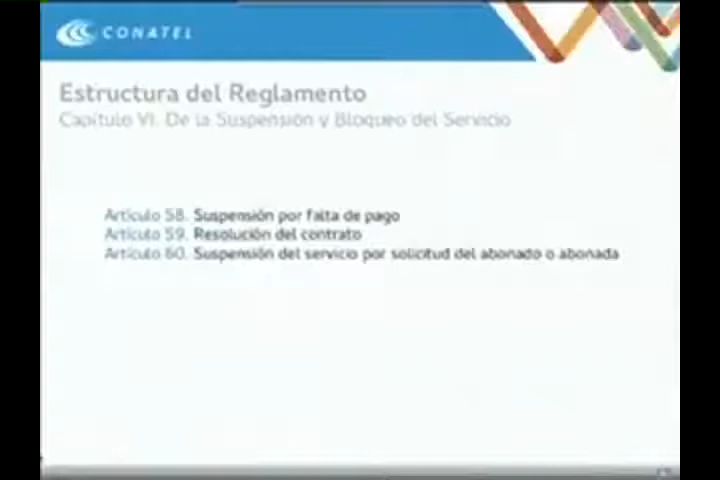 CONATEL
Estructura del Reglamento
Capítulo VI. De la Suspensión y Bloqueo del Servicio
Artículo 58. Suspensión por falta de pago
Artículo 59. Resolución del contrato
Artículo 60. Suspensión del servicio por solicitud del abonado o abonada